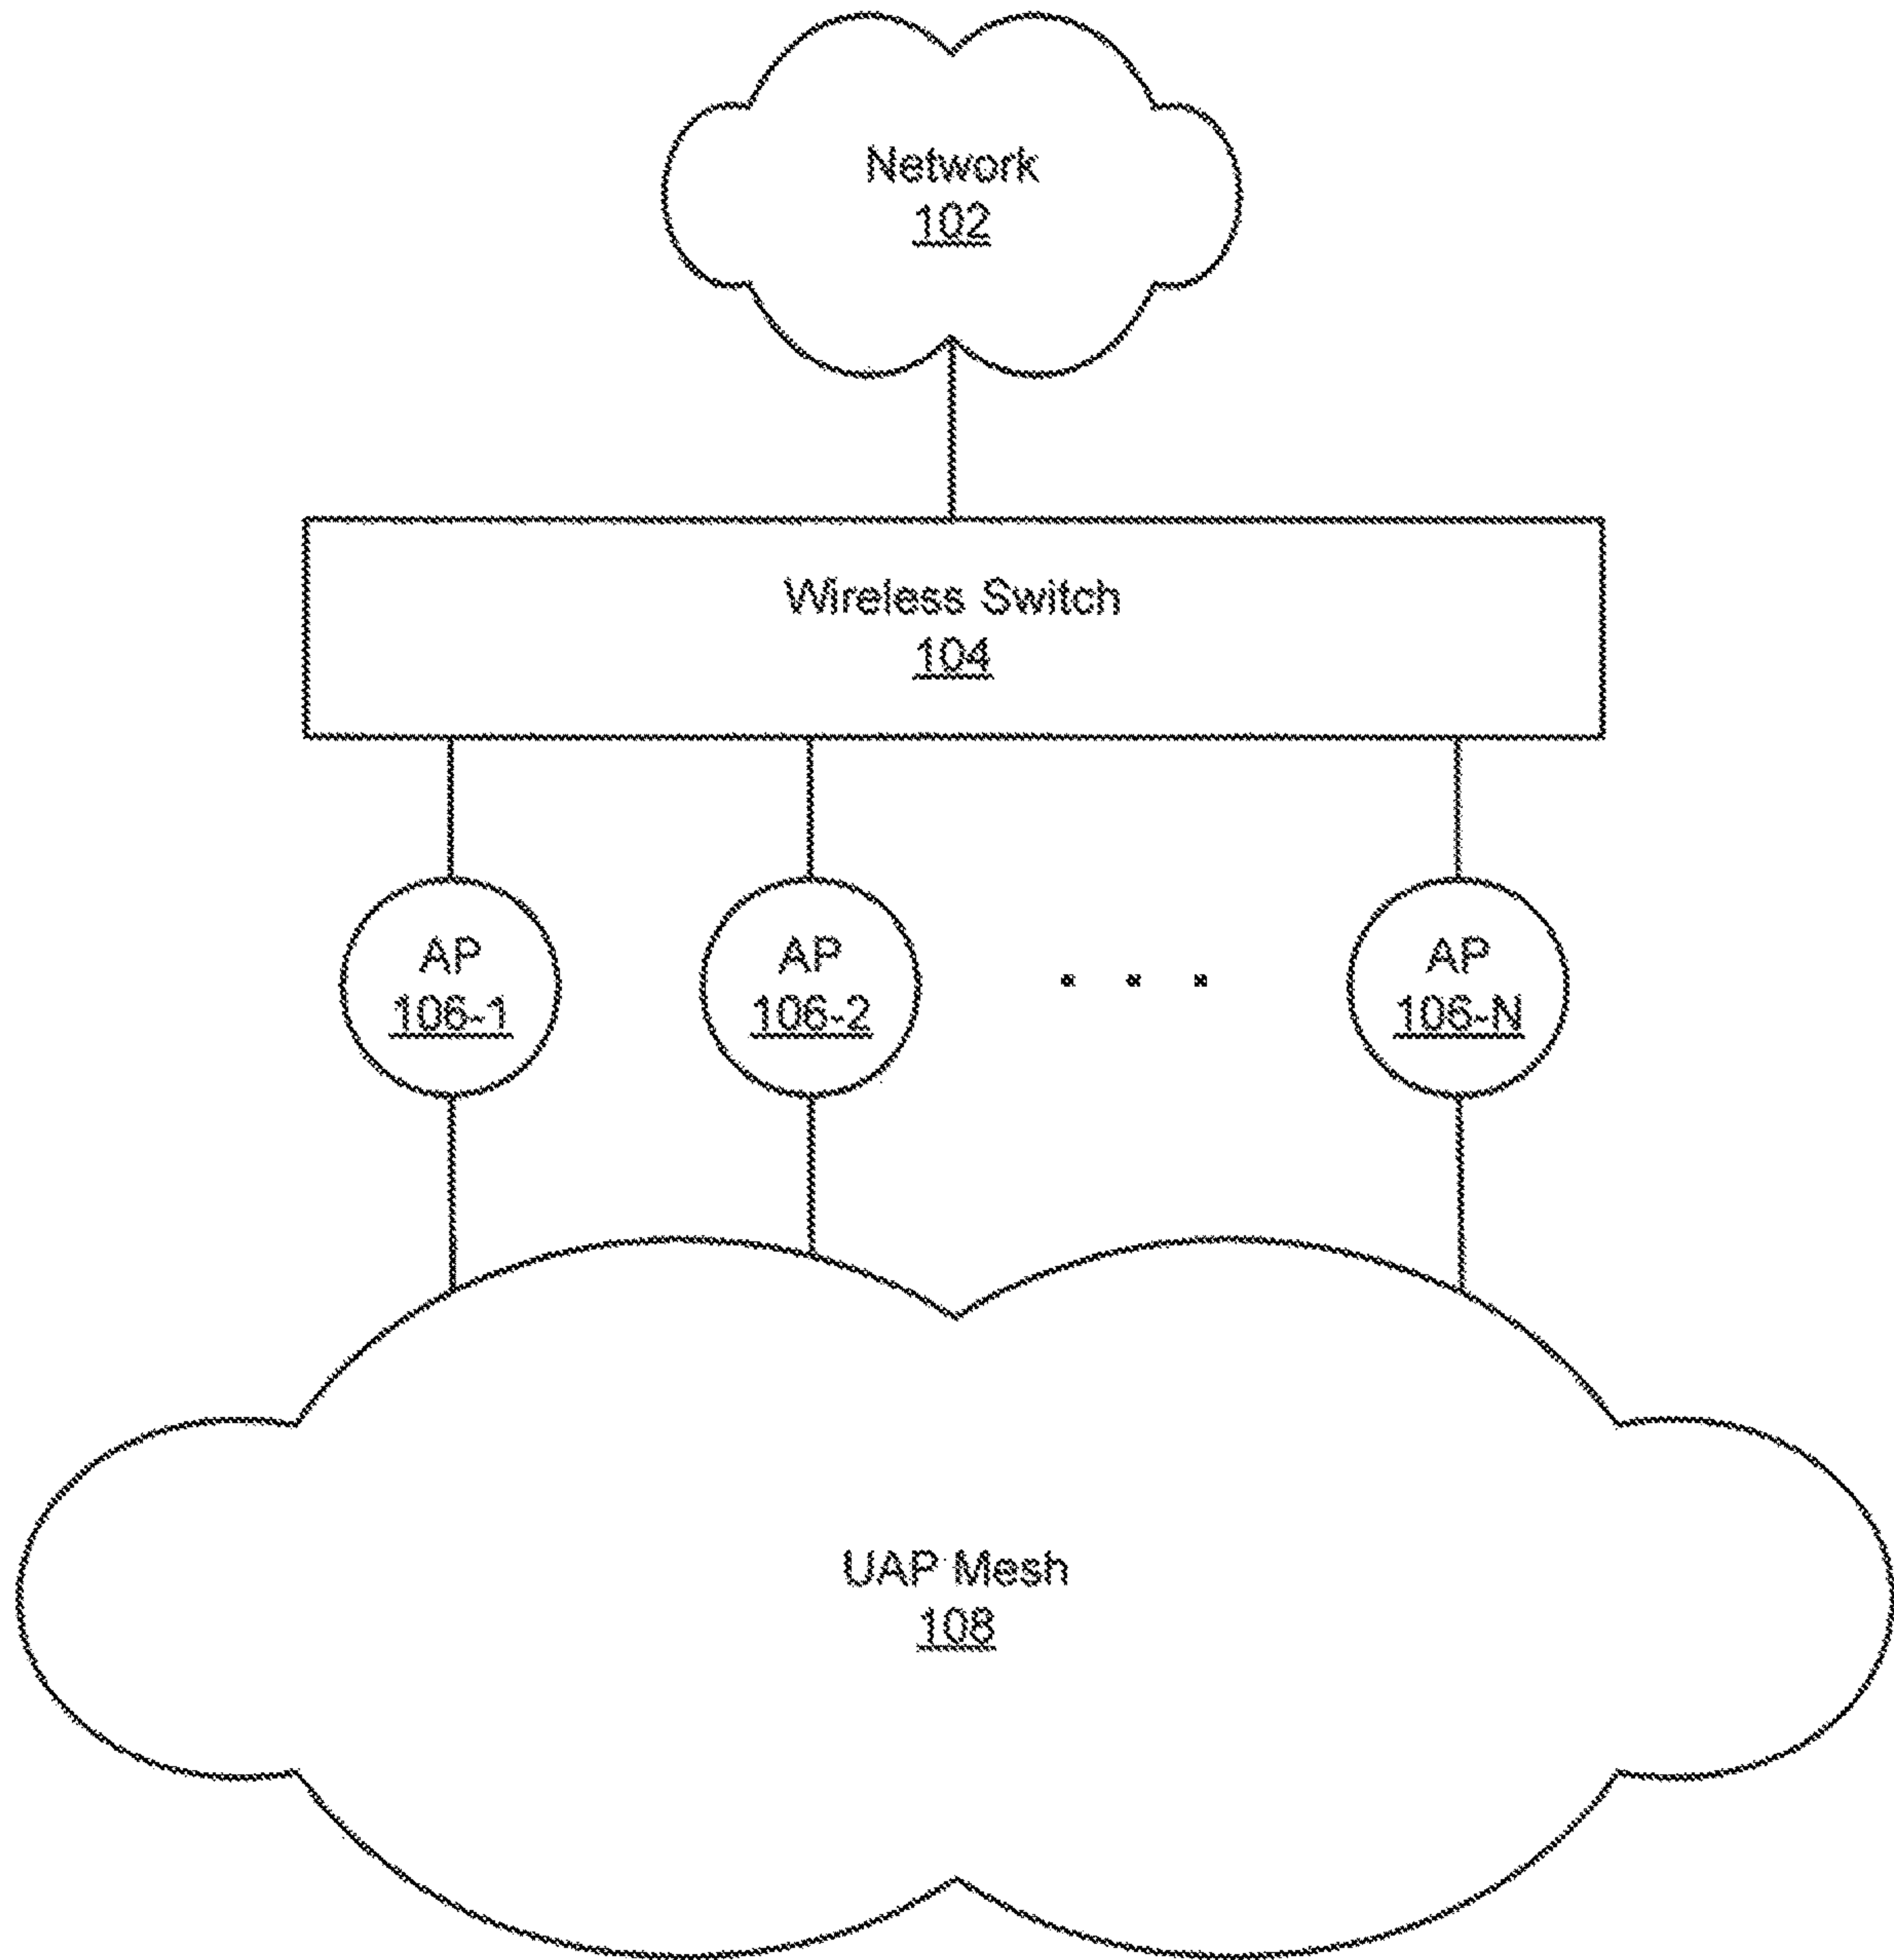 Network
102
Wireless Switch
104
AP
106-1
AP
106-2
. . .
AP
106-N
UAP Mesh
108